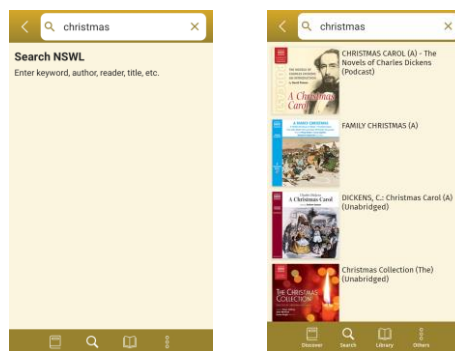 christmas
Search NSWL
Enter keyword, author, reader, title, etc.
christmas
CHRISTMAS CAROL (A) - The
Novels of Charles Dickens
(Podcast)
A Christmas
Carol
FAMILY CHRISTMAS (A)
A FAMILY CHRISTMAS
DICKENS, C.: Christmas Carol (A)
(Unabridged)
Charles Dickens
A Christmas Carol
Christmas Collection (The)
(Unabridged)
THE CHRISTMAS
COLLECTION
Discover
Search
Library
Others